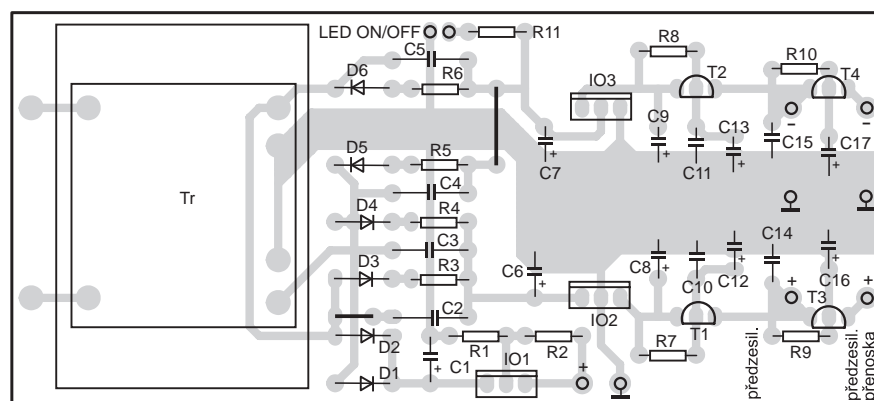 LED ON/OFF
R11
C5
D6
R6
IO3
R8
T2
R10
T4
C9
C13
C15
C17
-
-
D5
R5
C7
C11
Tr
C4
D4
R4
C3
C6
C8
C14
D3
R3
C10
C12
C16
+
+
C2
IO2
T1
T3
D2
R1
R2
R7
R9
C1
IO1
D1
+
předzesil.
předzesil.
přenoska
+
+
+
+
+
+
+
+
+